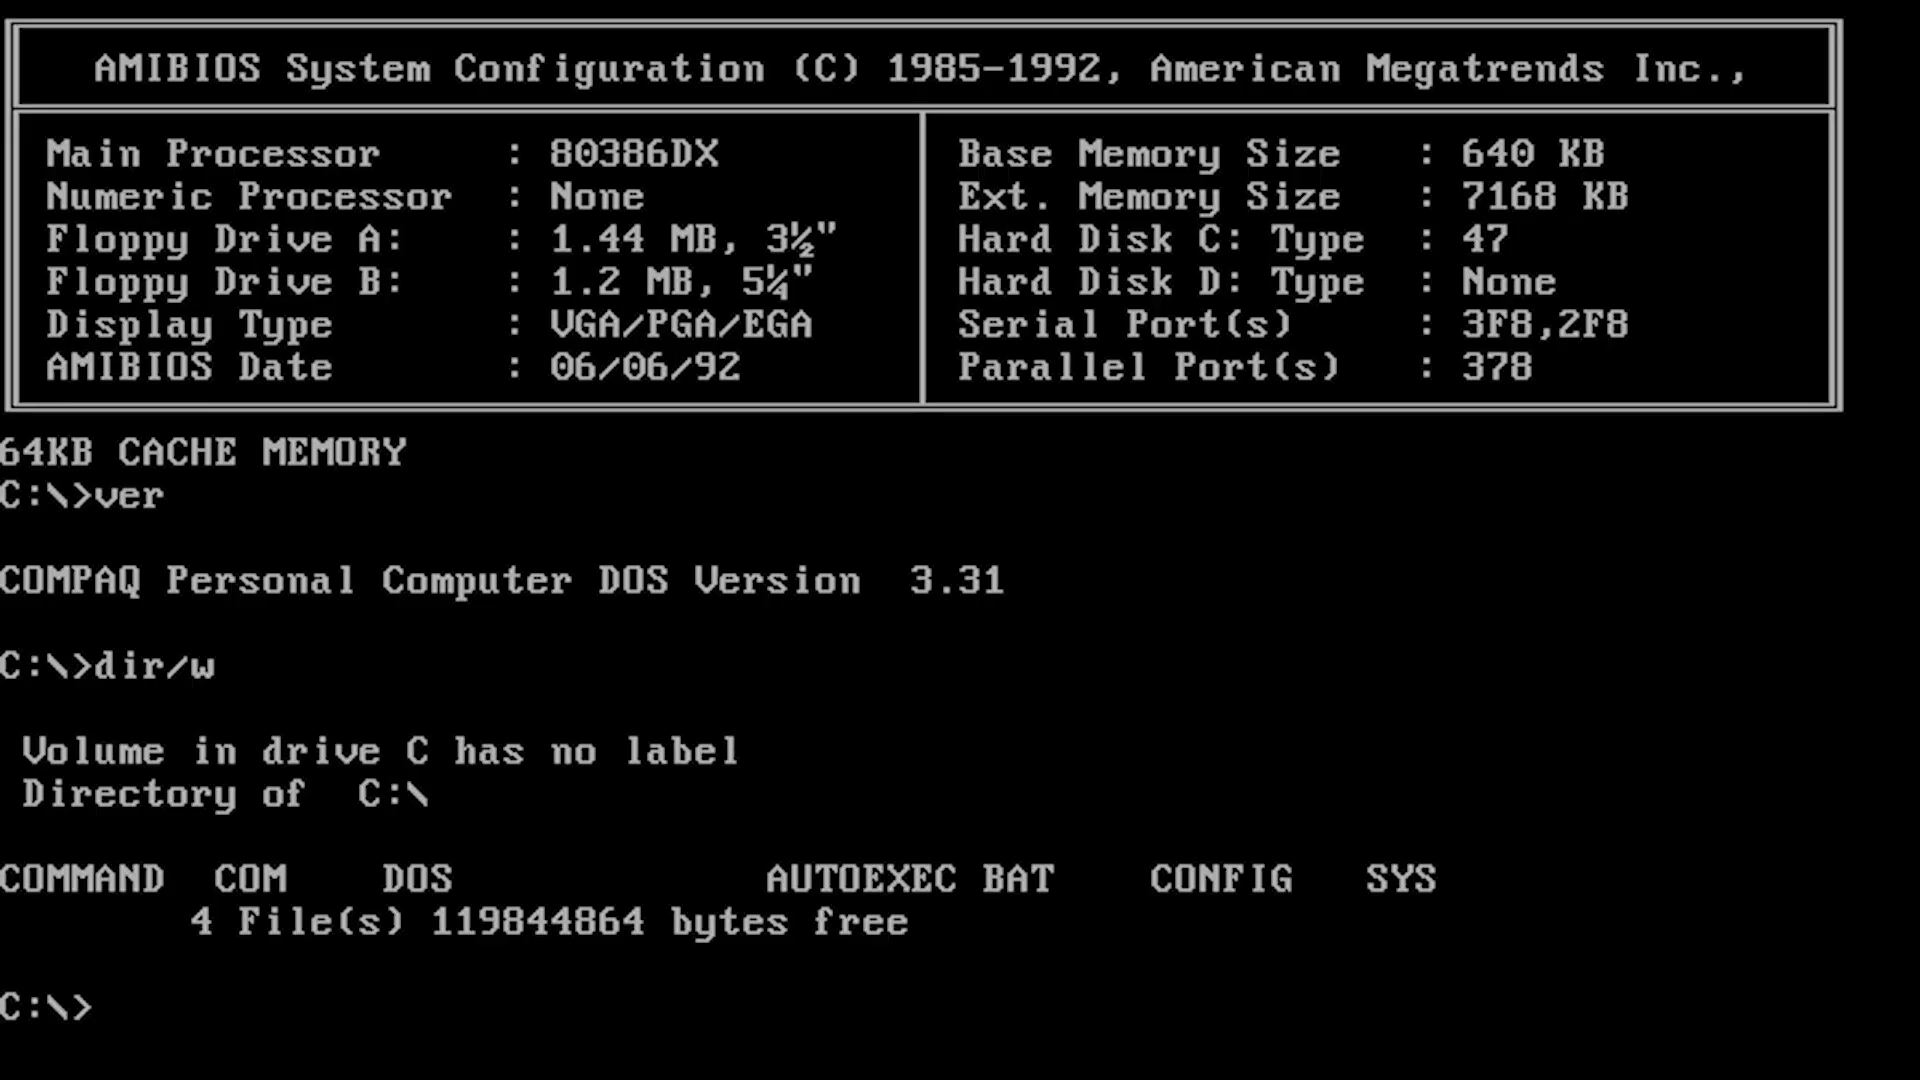 AMIBIOS System Configuration (C) 1985-1992, American Megatrends Inc.,
Main Processor : 80386DX
Numeric Processor : None
Floppy Drive A: : 1.44 MB, 3½"
Floppy Drive B: : 1.2 MB, 5¼"
Display Type : VGA/PGA/EGA
AMIBIOS Date : 06/06/92
Base Memory Size : 640 KB
Ext. Memory Size : 7168 KB
Hard Disk C: Type : 47
Hard Disk D: Type : None
Serial Port(s) : 3F8,2F8
Parallel Port(s) : 378
64KB CACHE MEMORY
C:\>ver
COMPAQ Personal Computer DOS Version  3.31
C:\>dir/w
Volume in drive C has no label
Directory of  C:\
COMMAND  COM    DOS             AUTOEXEC BAT    CONFIG   SYS
4 File(s) 119844864 bytes free
C:\>